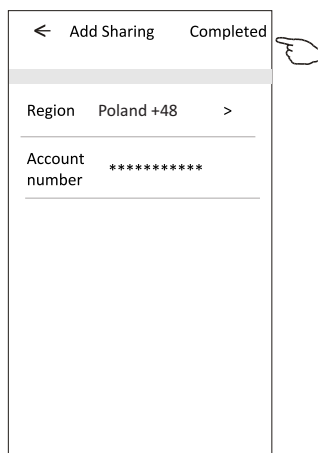 ← Add Sharing Completed
Region Poland +48 >
Account
number ***********